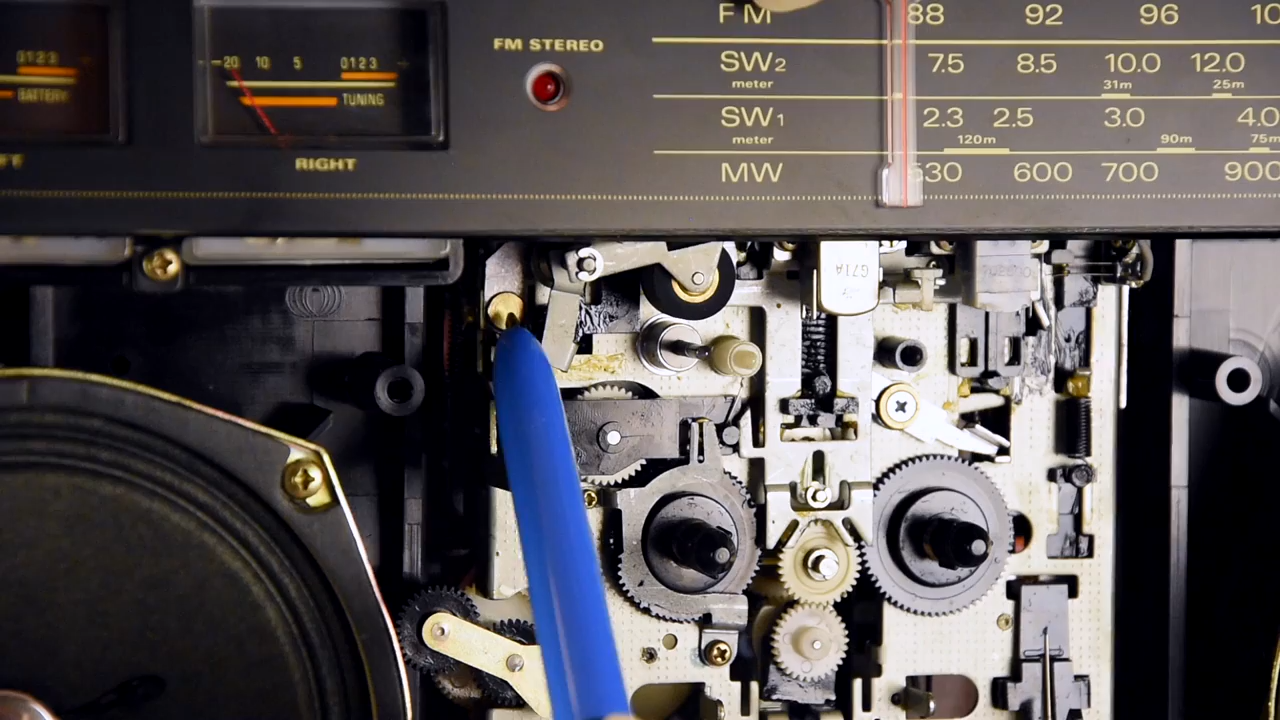 0123
BATTERY
-20 10 5 0123 +
TUNING
RIGHT
FM STEREO
FM 88 92 96 10
SW2 7.5 8.5 10.0 12.0
meter 31m 25m
SW1 2.3 2.5 3.0 4.0
meter 120m 90m 75m
MW 530 600 700 900
G71A